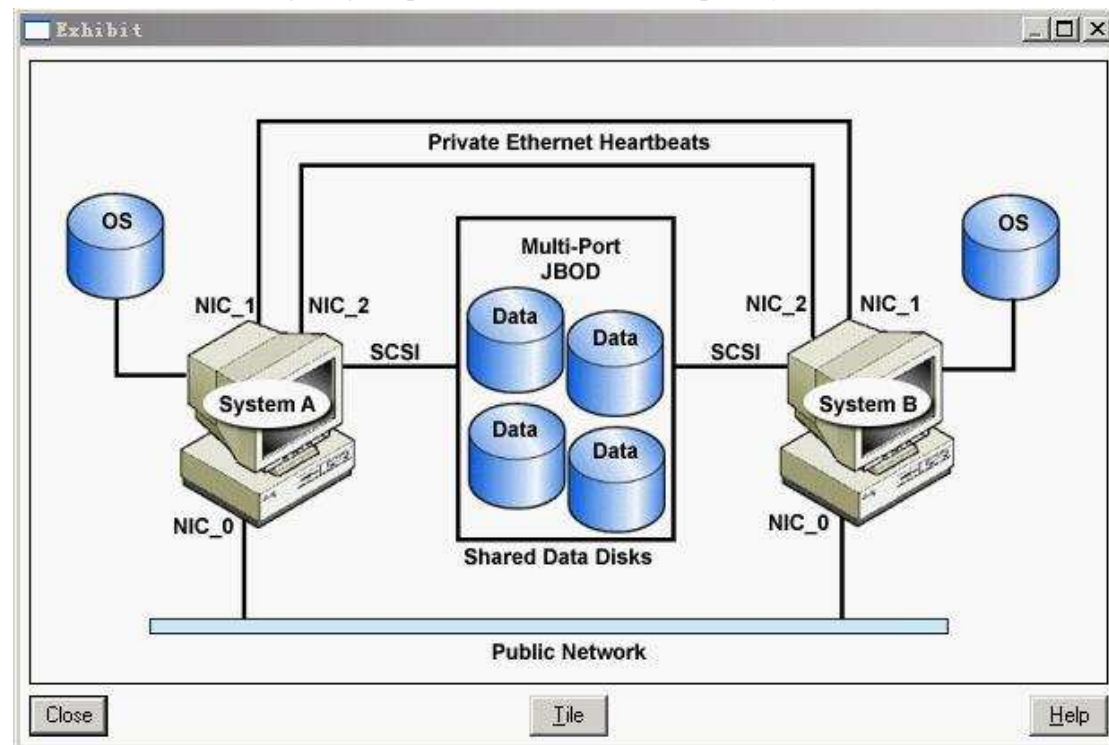 Exhibit
Private Ethernet Heartbeats
OS
OS
Multi-Port
JBOD
NIC_1
NIC_2
NIC_2
NIC_1
Data
Data
SCSI
SCSI
System A
System B
Data
Data
NIC_0
NIC_0
Shared Data Disks
Public Network
Close
Tile
Help